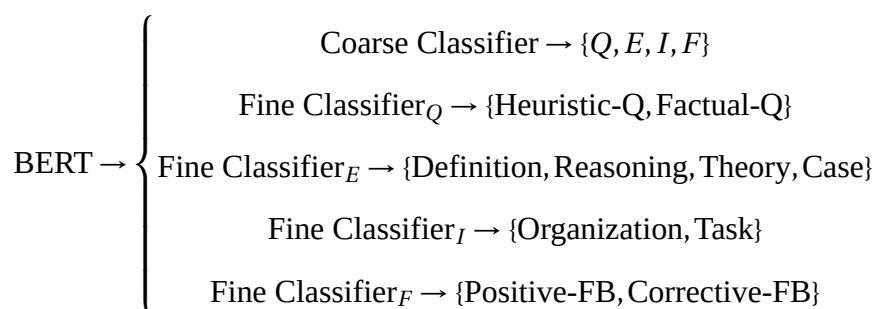 Coarse Classifier → {Q, E, I, F}
Fine Classifier_Q → {Heuristic-Q, Factual-Q}
BERT → { Fine Classifier_E → {Definition, Reasoning, Theory, Case}
Fine Classifier_I → {Organization, Task}
Fine Classifier_F → {Positive-FB, Corrective-FB}